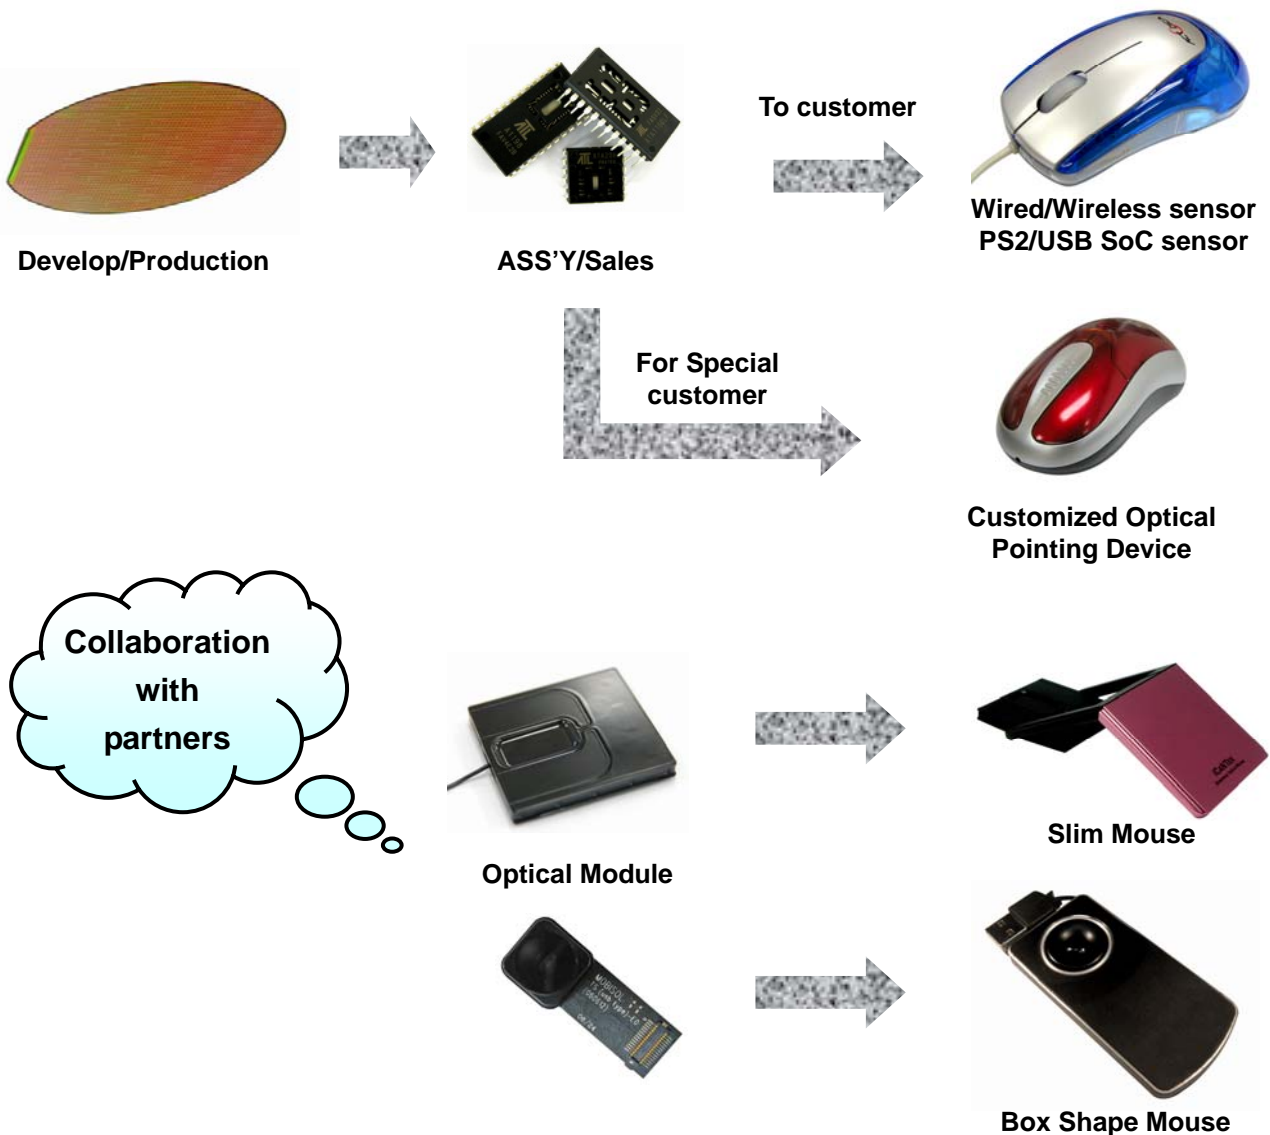 To customer
Wired/Wireless sensor
PS2/USB SoC sensor
Develop/Production
ASS’Y/Sales
For Special
customer
Customized Optical
Pointing Device
Collaboration
with
partners
Slim Mouse
Optical Module
MOBISOL
Box Shape Mouse